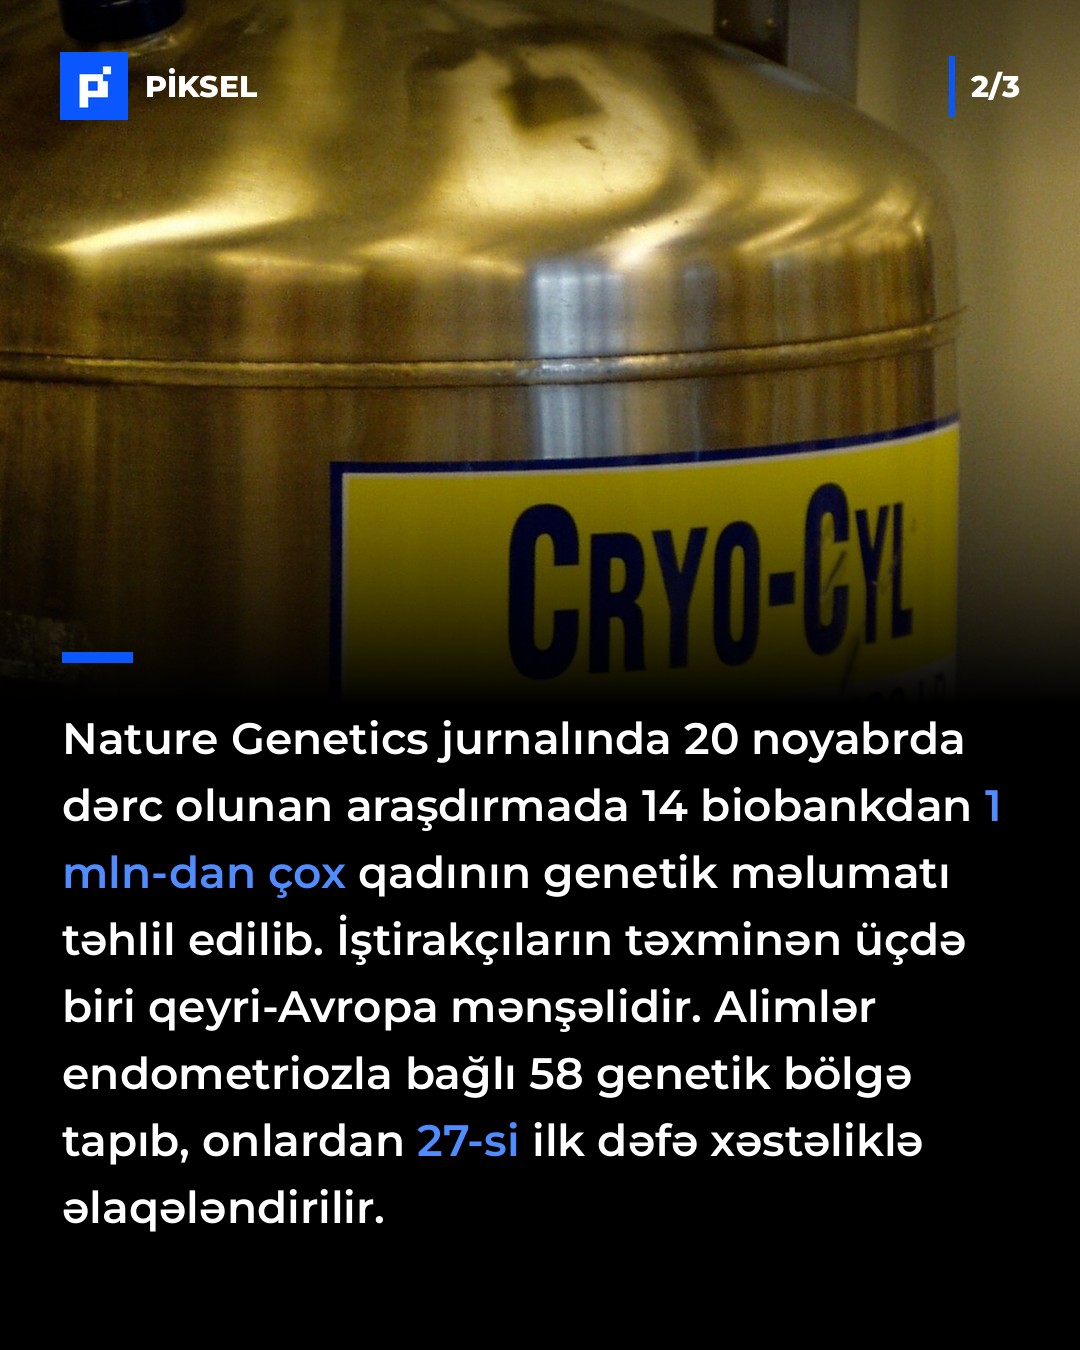 PİKSEL
2/3
CRYO-CYL
Nature Genetics jurnalında 20 noyabrda
dərc olunan araşdırmada 14 biobankdan 1
mln-dan çox qadının genetik məlumatı
təhlil edilib. İştirakçıların təxminən üçdə
biri qeyri-Avropa mənşəlidir. Alimlər
endometriozla bağlı 58 genetik bölgə
tapıb, onlardan 27-si ilk dəfə xəstəliklə
əlaqələndirilir.